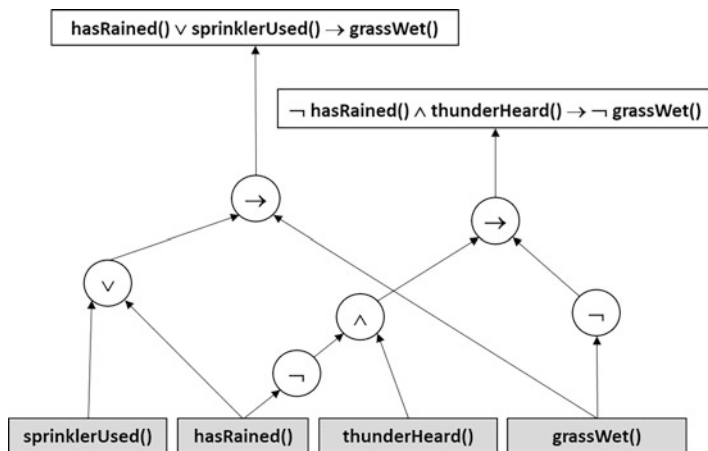 hasRained() ∨ sprinklerUsed() → grassWet()
¬ hasRained() ∧ thunderHeard() → ¬ grassWet()
→
→
∨
∧
¬
¬
sprinklerUsed()
hasRained()
thunderHeard()
grassWet()